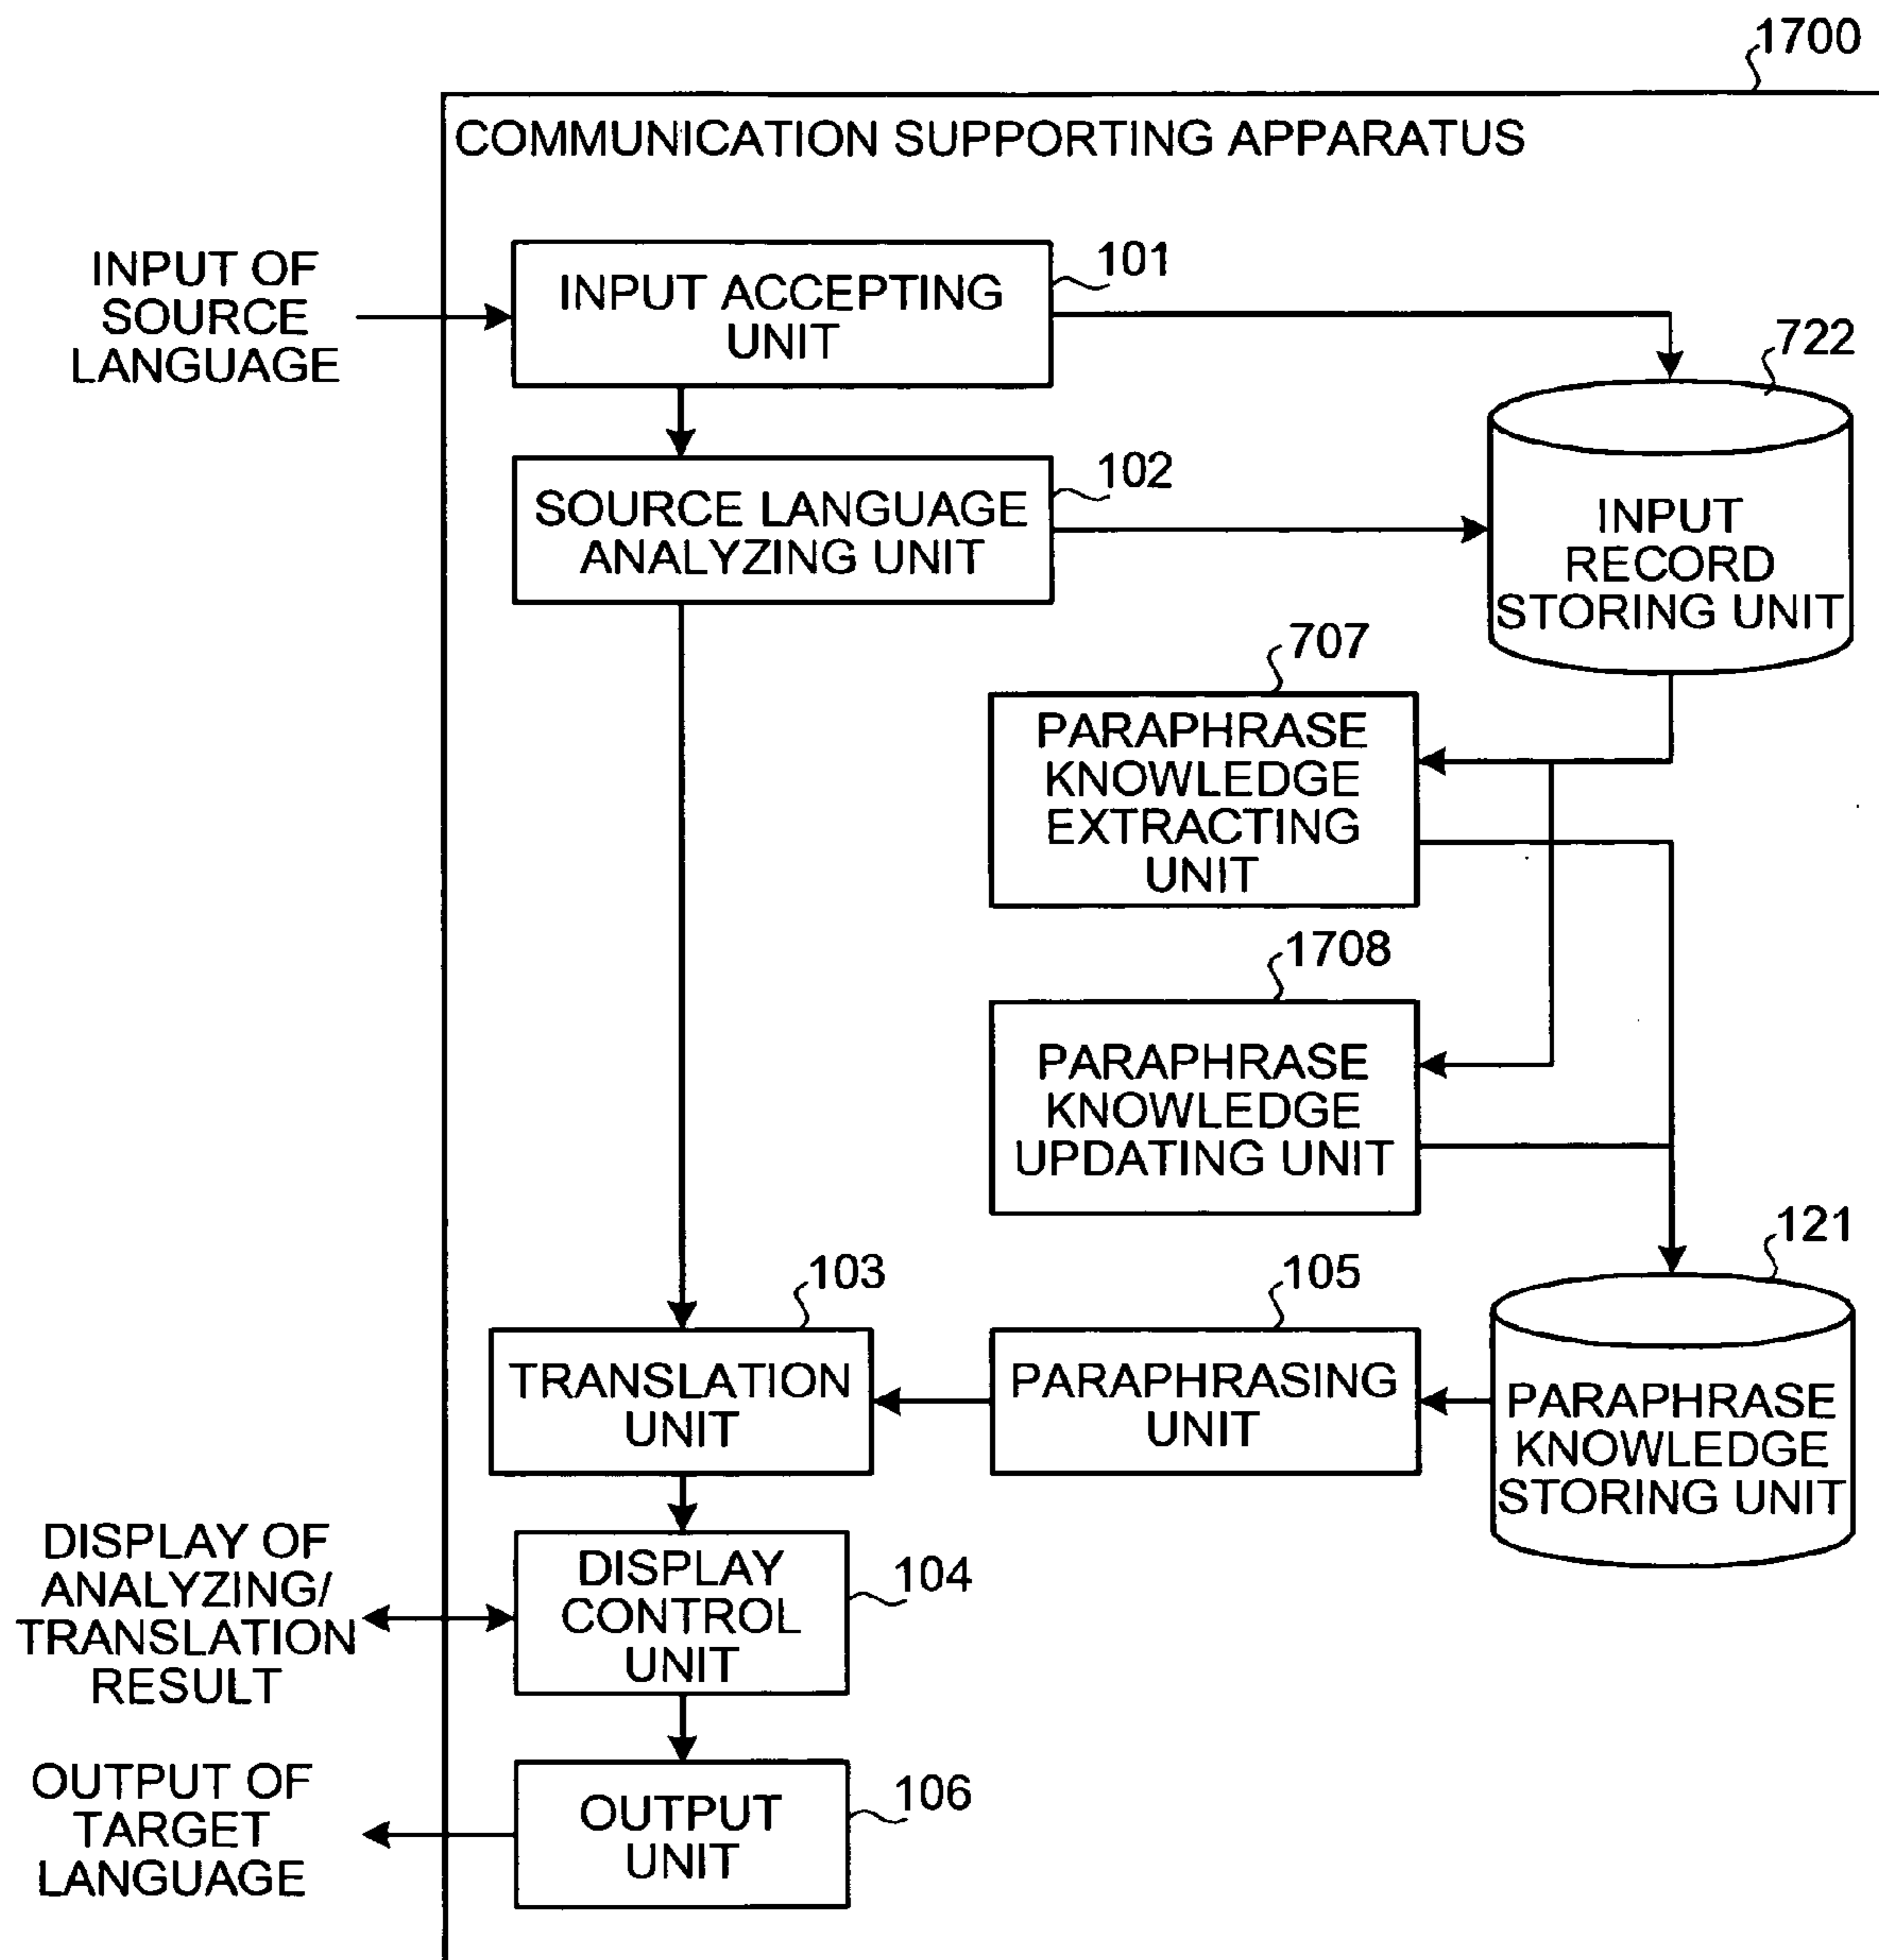 1700
COMMUNICATION SUPPORTING APPARATUS
INPUT OF
SOURCE
LANGUAGE
INPUT ACCEPTING
UNIT
101
722
SOURCE LANGUAGE
ANALYZING UNIT
102
INPUT
RECORD
STORING UNIT
707
PARAPHRASE
KNOWLEDGE
EXTRACTING
UNIT
1708
PARAPHRASE
KNOWLEDGE
UPDATING UNIT
121
103
105
TRANSLATION
UNIT
PARAPHRASING
UNIT
PARAPHRASE
KNOWLEDGE
STORING UNIT
DISPLAY OF
ANALYZING/
TRANSLATION
RESULT
DISPLAY
CONTROL
UNIT
104
OUTPUT OF
TARGET
LANGUAGE
OUTPUT
UNIT
106